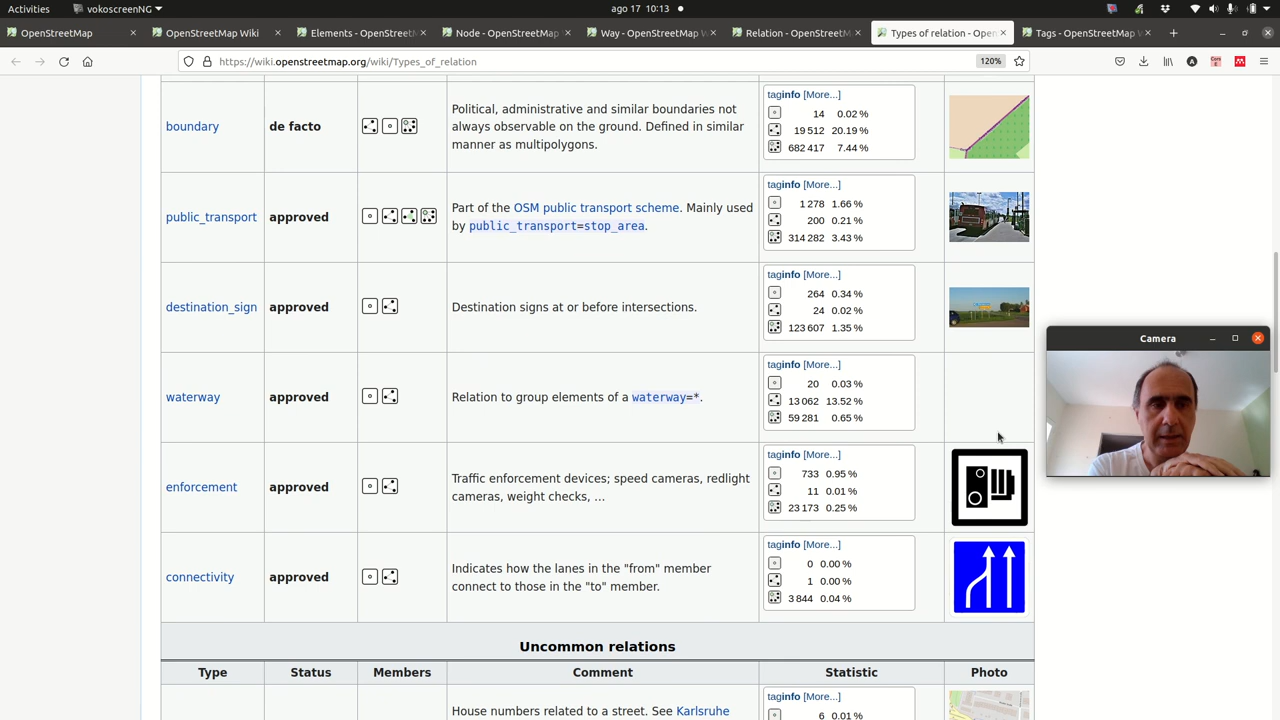 Activities
vokoscreenNG
ago 17 10:13
OpenStreetMap
OpenStreetMap Wiki
Elements - OpenStreetM
Node - OpenStreetMap
Way - OpenStreetMap W
Relation - OpenStreetMa
Types of relation - Open
Tags - OpenStreetMap W
https://wiki.openstreetmap.org/wiki/Types_of_relation
120%
boundary
de facto
Political, administrative and similar boundaries not
always observable on the ground. Defined in similar
manner as multipolygons.
taginfo [More...]
14 0.02 %
19 512 20.19 %
682 417 7.44 %
public_transport
approved
Part of the OSM public transport scheme. Mainly used
by public_transport=stop_area.
taginfo [More...]
1 278 1.66 %
200 0.21 %
314 282 3.43 %
destination_sign
approved
Destination signs at or before intersections.
taginfo [More...]
264 0.34 %
24 0.02 %
123 607 1.35 %
waterway
approved
Relation to group elements of a waterway=*.
taginfo [More...]
20 0.03 %
13 062 13.52 %
59 281 0.65 %
enforcement
approved
Traffic enforcement devices; speed cameras, redlight
cameras, weight checks, …
taginfo [More...]
733 0.95 %
11 0.01 %
23 173 0.25 %
connectivity
approved
Indicates how the lanes in the "from" member
connect to those in the "to" member.
taginfo [More...]
0 0.00 %
1 0.00 %
3 844 0.04 %
Camera
Uncommon relations
Type Status Members Comment Statistic Photo
House numbers related to a street. See Karlsruhe
taginfo [More...]
6 0.01 %